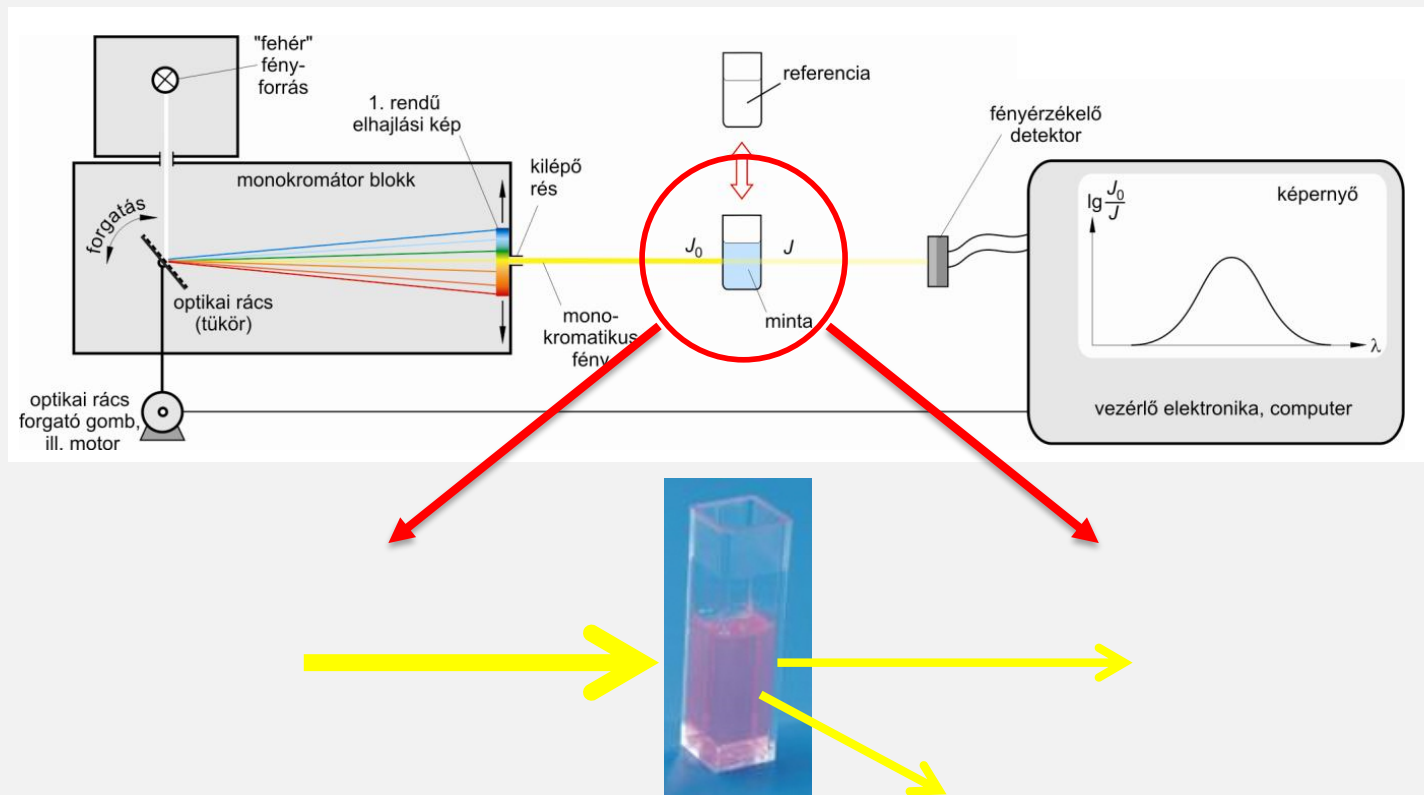 "fehér"
fény-
forrás
1. rendű
elhajlási kép
kilépő
rés
monokromátor blokk
forgatás
optikai rács
(tükör)
mono-
kromatikus
fény
optikai rács
forgató gomb,
ill. motor
referencia
J₀
J
minta
fényérzékelő
detektor
képernyő
lg J₀/J
λ
vezérlő elektronika, computer